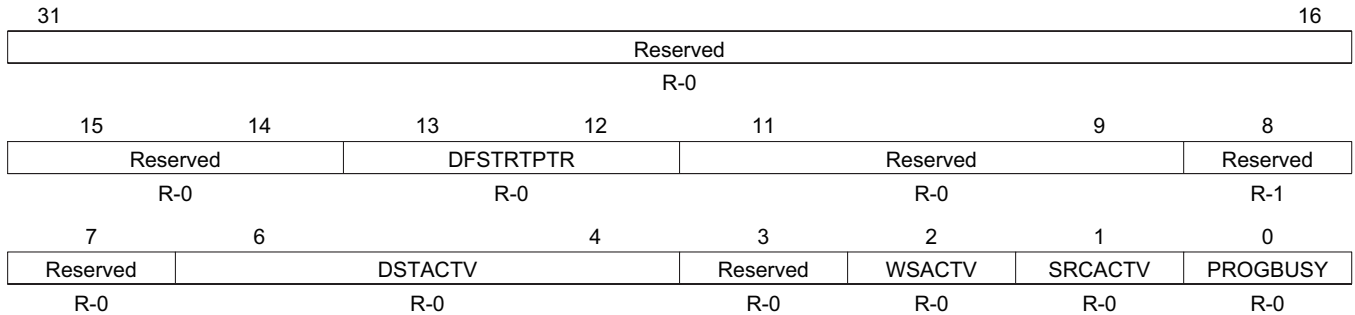 31 16
Reserved
R-0
15 14 13 12 11 9 8
Reserved DFSTRTPTR Reserved Reserved
R-0 R-0 R-0 R-1
7 6 4 3 2 1 0
Reserved DSTACTV Reserved WSACTV SRCACTV PROGBUSY
R-0 R-0 R-0 R-0 R-0 R-0